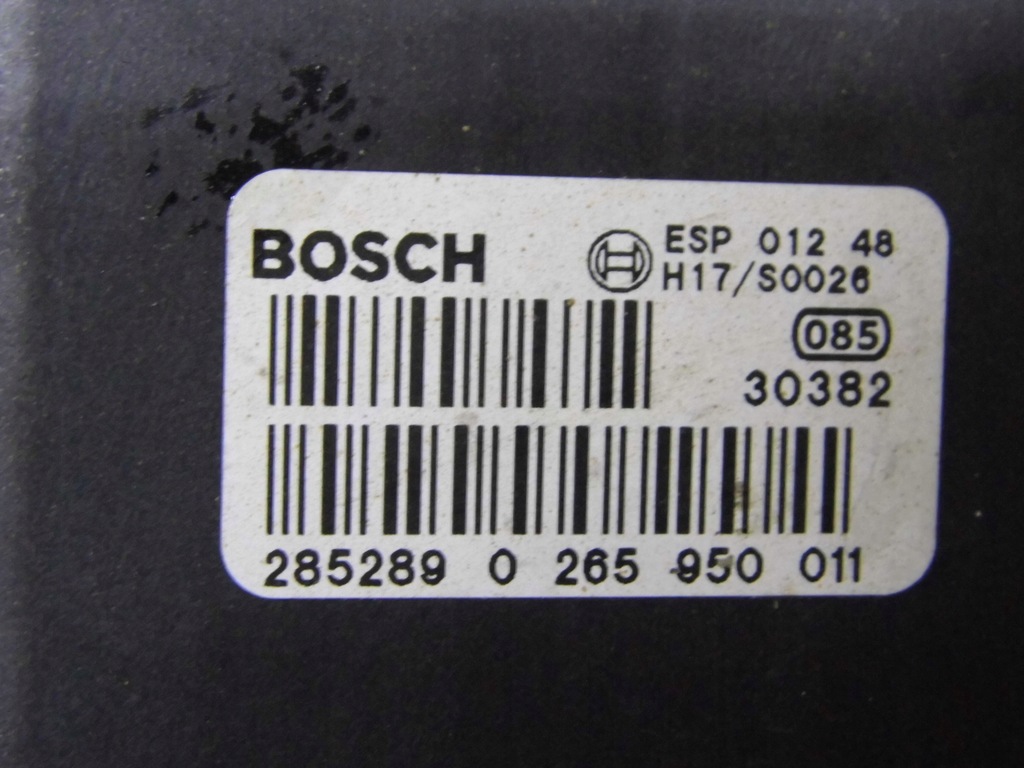 BOSCH
ESP 012 48
H17/S0026
085
30382
285289 0 265 950 011